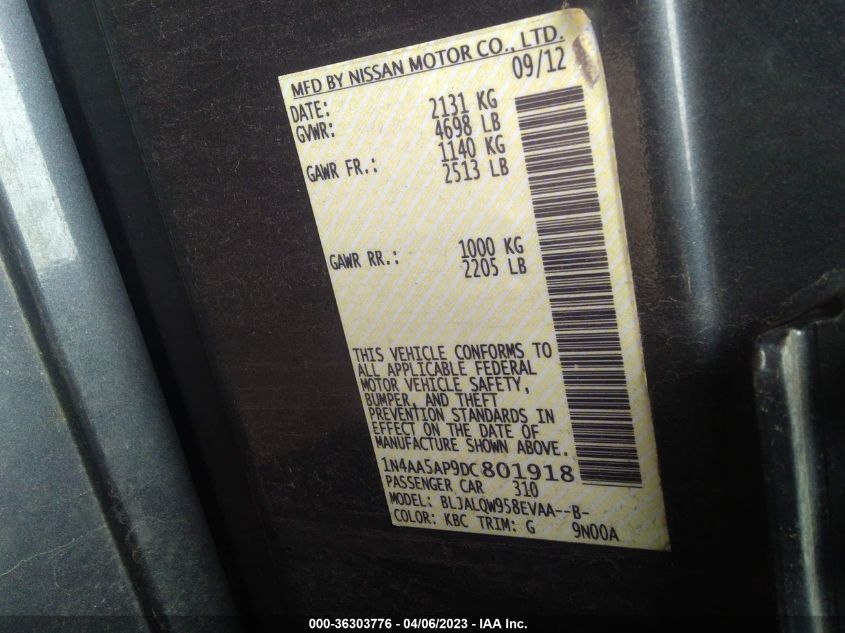 MFD BY NISSAN MOTOR CO., LTD.
DATE: 09/12
GVWR: 2131 KG
4698 LB
GAWR FR.: 1140 KG
2513 LB
GAWR RR.: 1000 KG
2205 LB
THIS VEHICLE CONFORMS TO
ALL APPLICABLE FEDERAL
MOTOR VEHICLE SAFETY,
BUMPER, AND THEFT
PREVENTION STANDARDS IN
EFFECT ON THE DATE OF
MANUFACTURE SHOWN ABOVE.
1N4AA5AP9DC801918
PASSENGER CAR 310
MODEL: BLJALQW958EVAA--B-
COLOR: KBC TRIM: G 9N00A
000-36303776 - 04/06/2023 - IAA Inc.